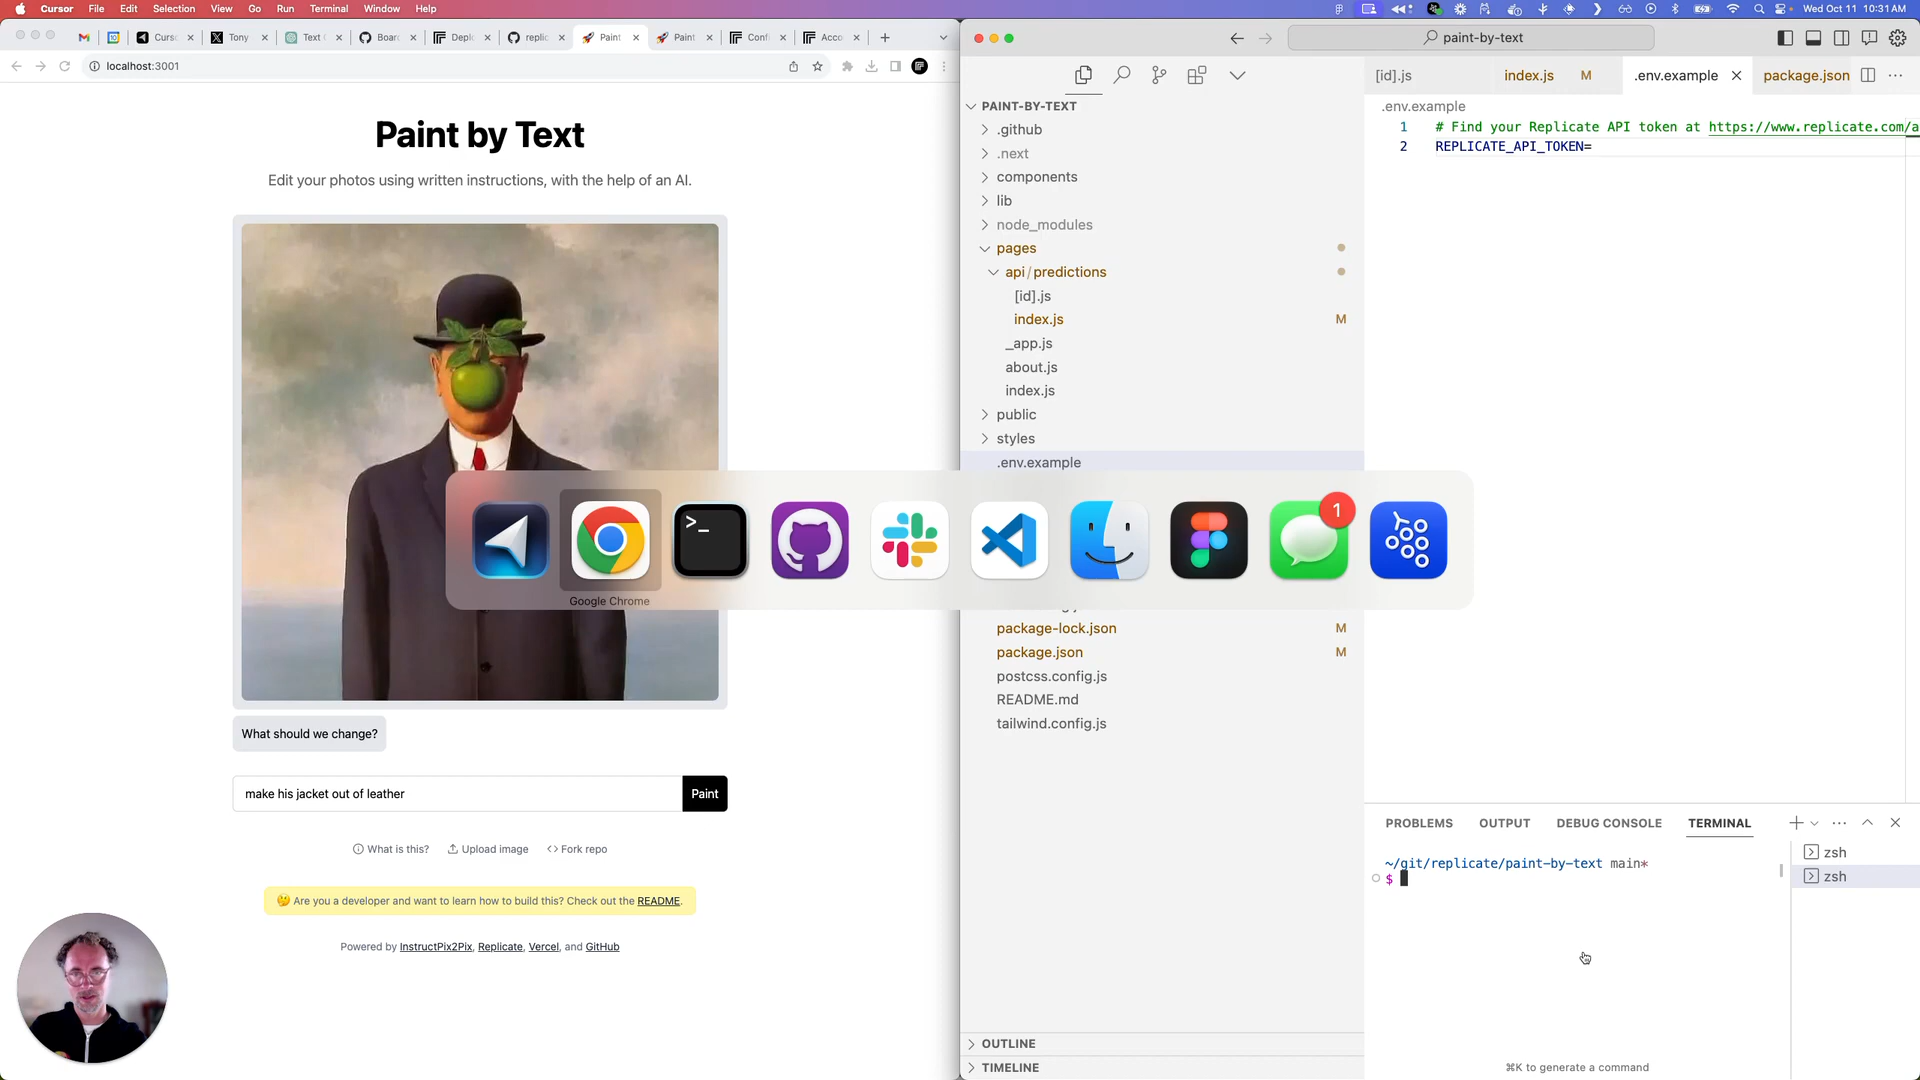 Cursor File Edit Selection View Go Run Terminal Window Help
Wed Oct 11 10:31 AM
Curso Tony Text G Boar Deplo replic Paint Paint Confi Acco
localhost:3001
Paint by Text
Edit your photos using written instructions, with the help of an AI.
What should we change?
make his jacket out of leather
Paint
What is this? Upload image Fork repo
🤔 Are you a developer and want to learn how to build this? Check out the README.
Powered by InstructPix2Pix, Replicate, Vercel, and GitHub
>_
1
Google Chrome
paint-by-text
PAINT-BY-TEXT
.github
.next
components
lib
node_modules
pages
api/predictions
[id].js
index.js M
_app.js
about.js
index.js
public
styles
.env.example
package-lock.json M
package.json M
postcss.config.js
README.md
tailwind.config.js
OUTLINE
TIMELINE
[id].js index.js M .env.example package.json
.env.example
1 # Find your Replicate API token at https://www.replicate.com/a
2 REPLICATE_API_TOKEN=
PROBLEMS OUTPUT DEBUG CONSOLE TERMINAL
~/git/replicate/paint-by-text main*
$
zsh
zsh
⌘K to generate a command